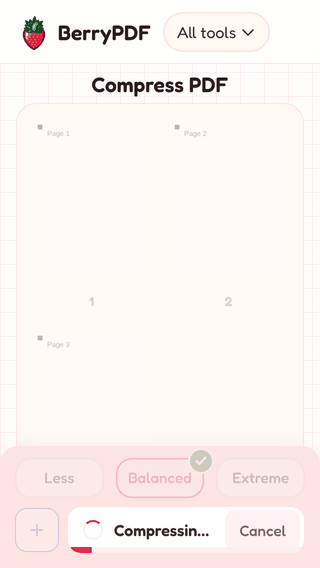 BerryPDF
All tools
Compress PDF
Page 1
Page 2
1
2
Page 3
Less
Balanced
Extreme
Compressin...
Cancel